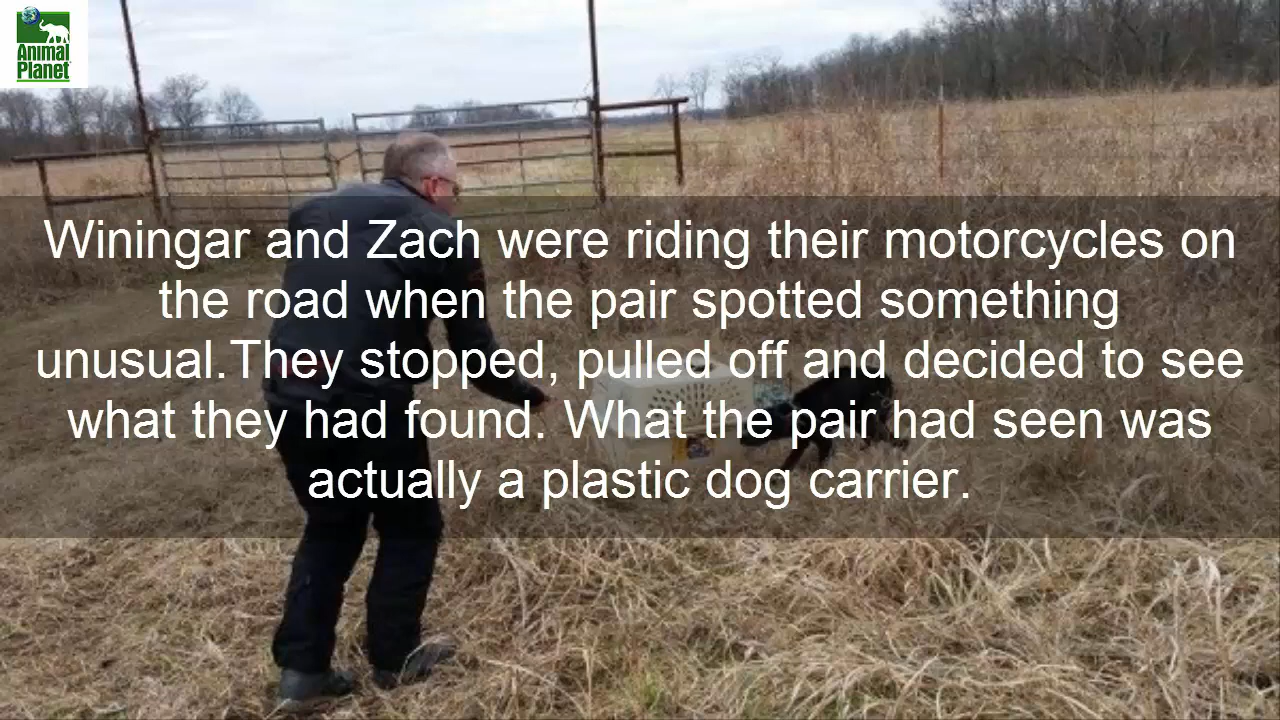 Animal
Planet
Winingar and Zach were riding their motorcycles on
the road when the pair spotted something
unusual.They stopped, pulled off and decided to see
what they had found. What the pair had seen was
actually a plastic dog carrier.